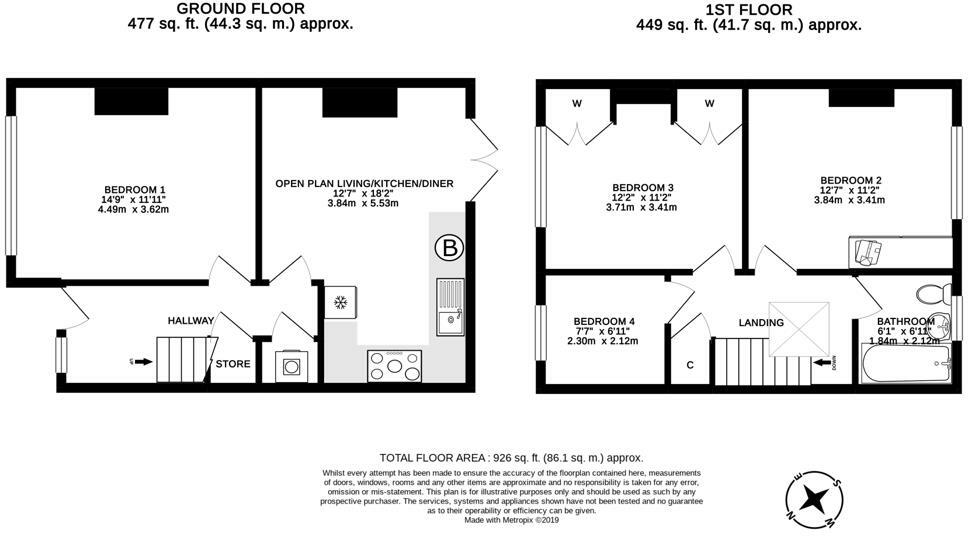 GROUND FLOOR
477 sq. ft. (44.3 sq. m.) approx.
1ST FLOOR
449 sq. ft. (41.7 sq. m.) approx.
BEDROOM 1
14'9" x 11'11"
4.49m x 3.62m
OPEN PLAN LIVING/KITCHEN/DINER
12'7" x 18'2"
3.84m x 5.53m
B
HALLWAY
UP
STORE
W
W
BEDROOM 3
12'2" x 11'2"
3.71m x 3.41m
BEDROOM 2
12'7" x 11'2"
3.84m x 3.41m
BEDROOM 4
7'7" x 6'11"
2.30m x 2.12m
C
LANDING
DOWN
BATHROOM
6'1" x 6'11"
1.84m x 2.12m
TOTAL FLOOR AREA : 926 sq. ft. (86.1 sq. m.) approx.
Whilst every attempt has been made to ensure the accuracy of the floorplan contained here, measurements
of doors, windows, rooms and any other items are approximate and no responsibility is taken for any error,
omission or mis-statement. This plan is for illustrative purposes only and should be used as such by any
prospective purchaser. The services, systems and appliances shown have not been tested and no guarantee
as to their operability or efficiency can be given.
Made with Metropix ©2019
E
S
N
W